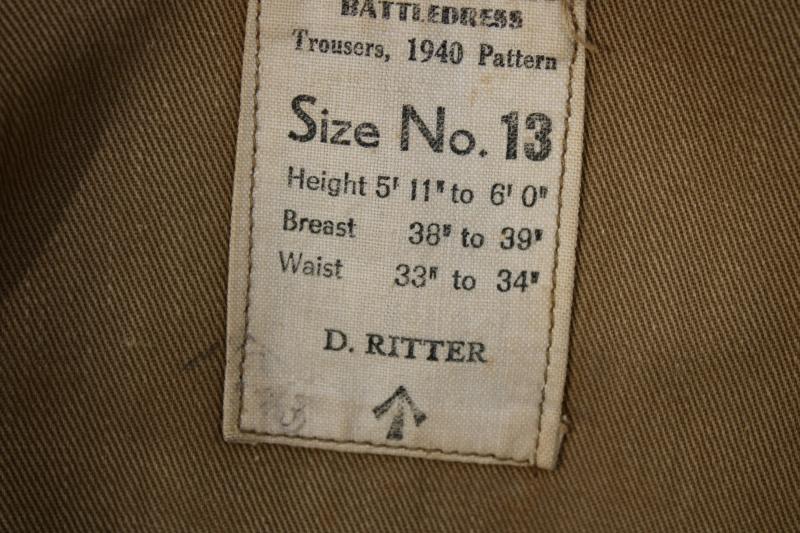 BATTLEDRESS
Trousers, 1940 Pattern
Size No. 13
Height 5' 11" to 6' 0"
Breast 38" to 39"
Waist 33" to 34"
D. RITTER